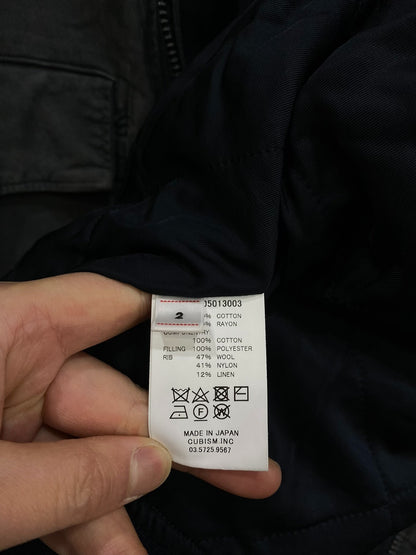 2
05013003
% COTTON
% RAYON
100% COTTON
FILLING 100% POLYESTER
RIB 47% WOOL
41% NYLON
12% LINEN
MADE IN JAPAN
CUBISM.INC
03.5725.9567